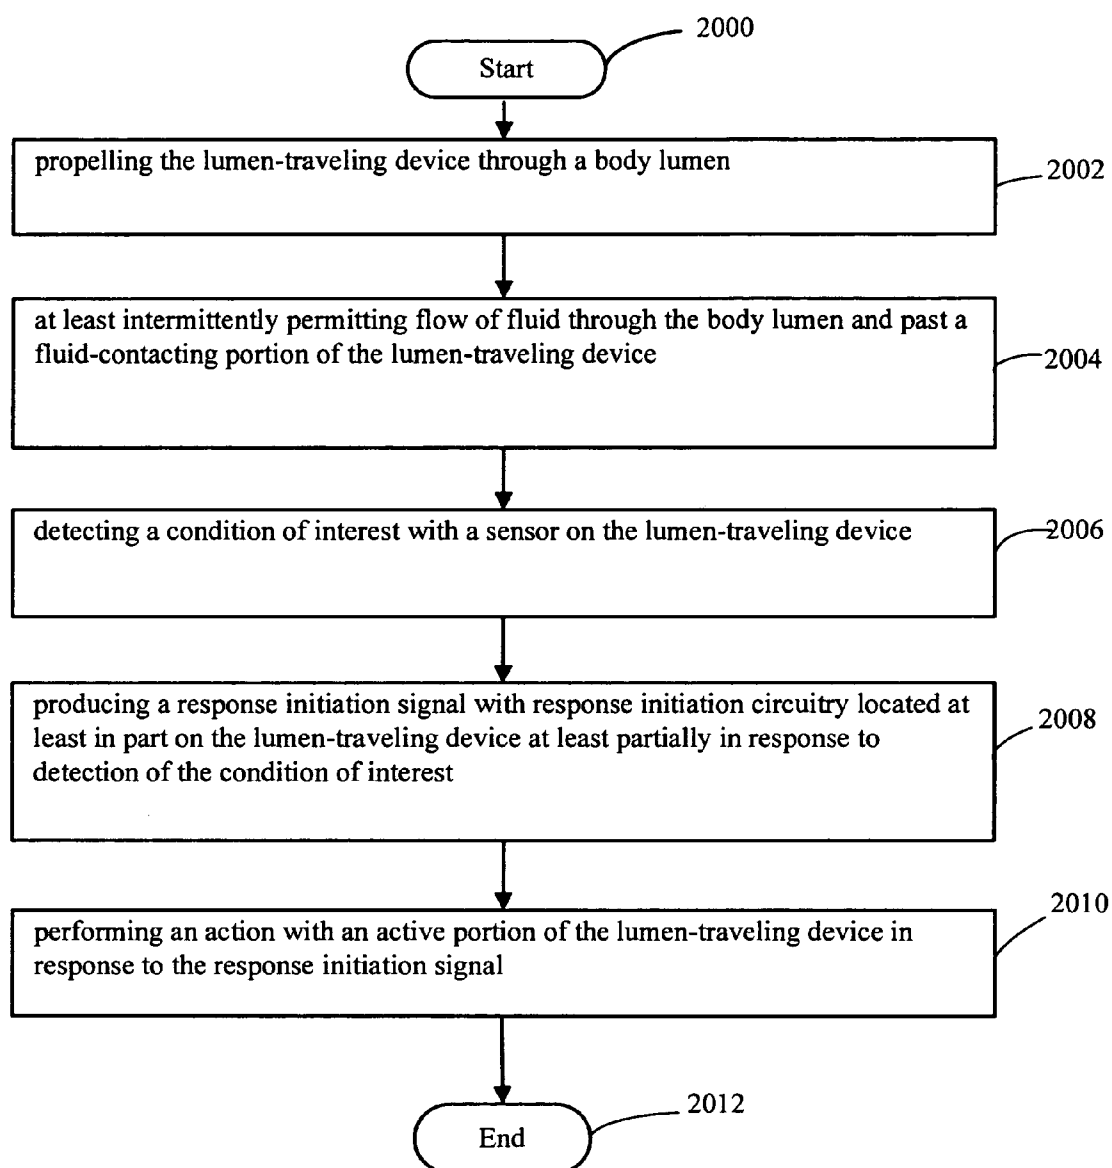 2000
Start
propelling the lumen-traveling device through a body lumen
2002
at least intermittently permitting flow of fluid through the body lumen and past a
fluid-contacting portion of the lumen-traveling device
2004
detecting a condition of interest with a sensor on the lumen-traveling device
2006
producing a response initiation signal with response initiation circuitry located at
least in part on the lumen-traveling device at least partially in response to
detection of the condition of interest
2008
performing an action with an active portion of the lumen-traveling device in
response to the response initiation signal
2010
End
2012